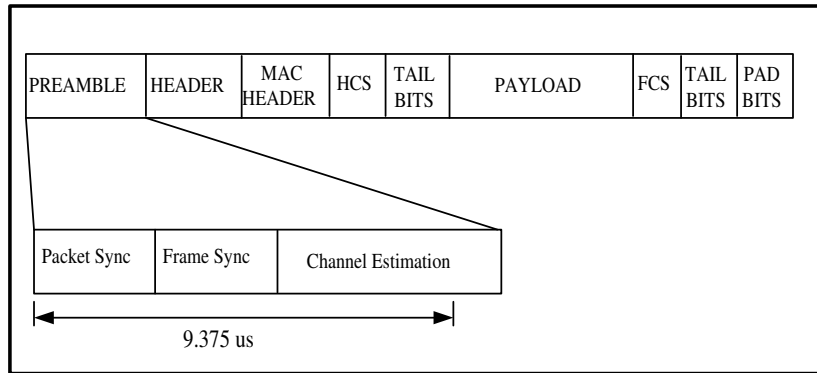 PREAMBLE
HEADER
MAC
HEADER
HCS
TAIL
BITS
PAYLOAD
FCS
TAIL
BITS
PAD
BITS
Packet Sync
Frame Sync
Channel Estimation
9.375 us